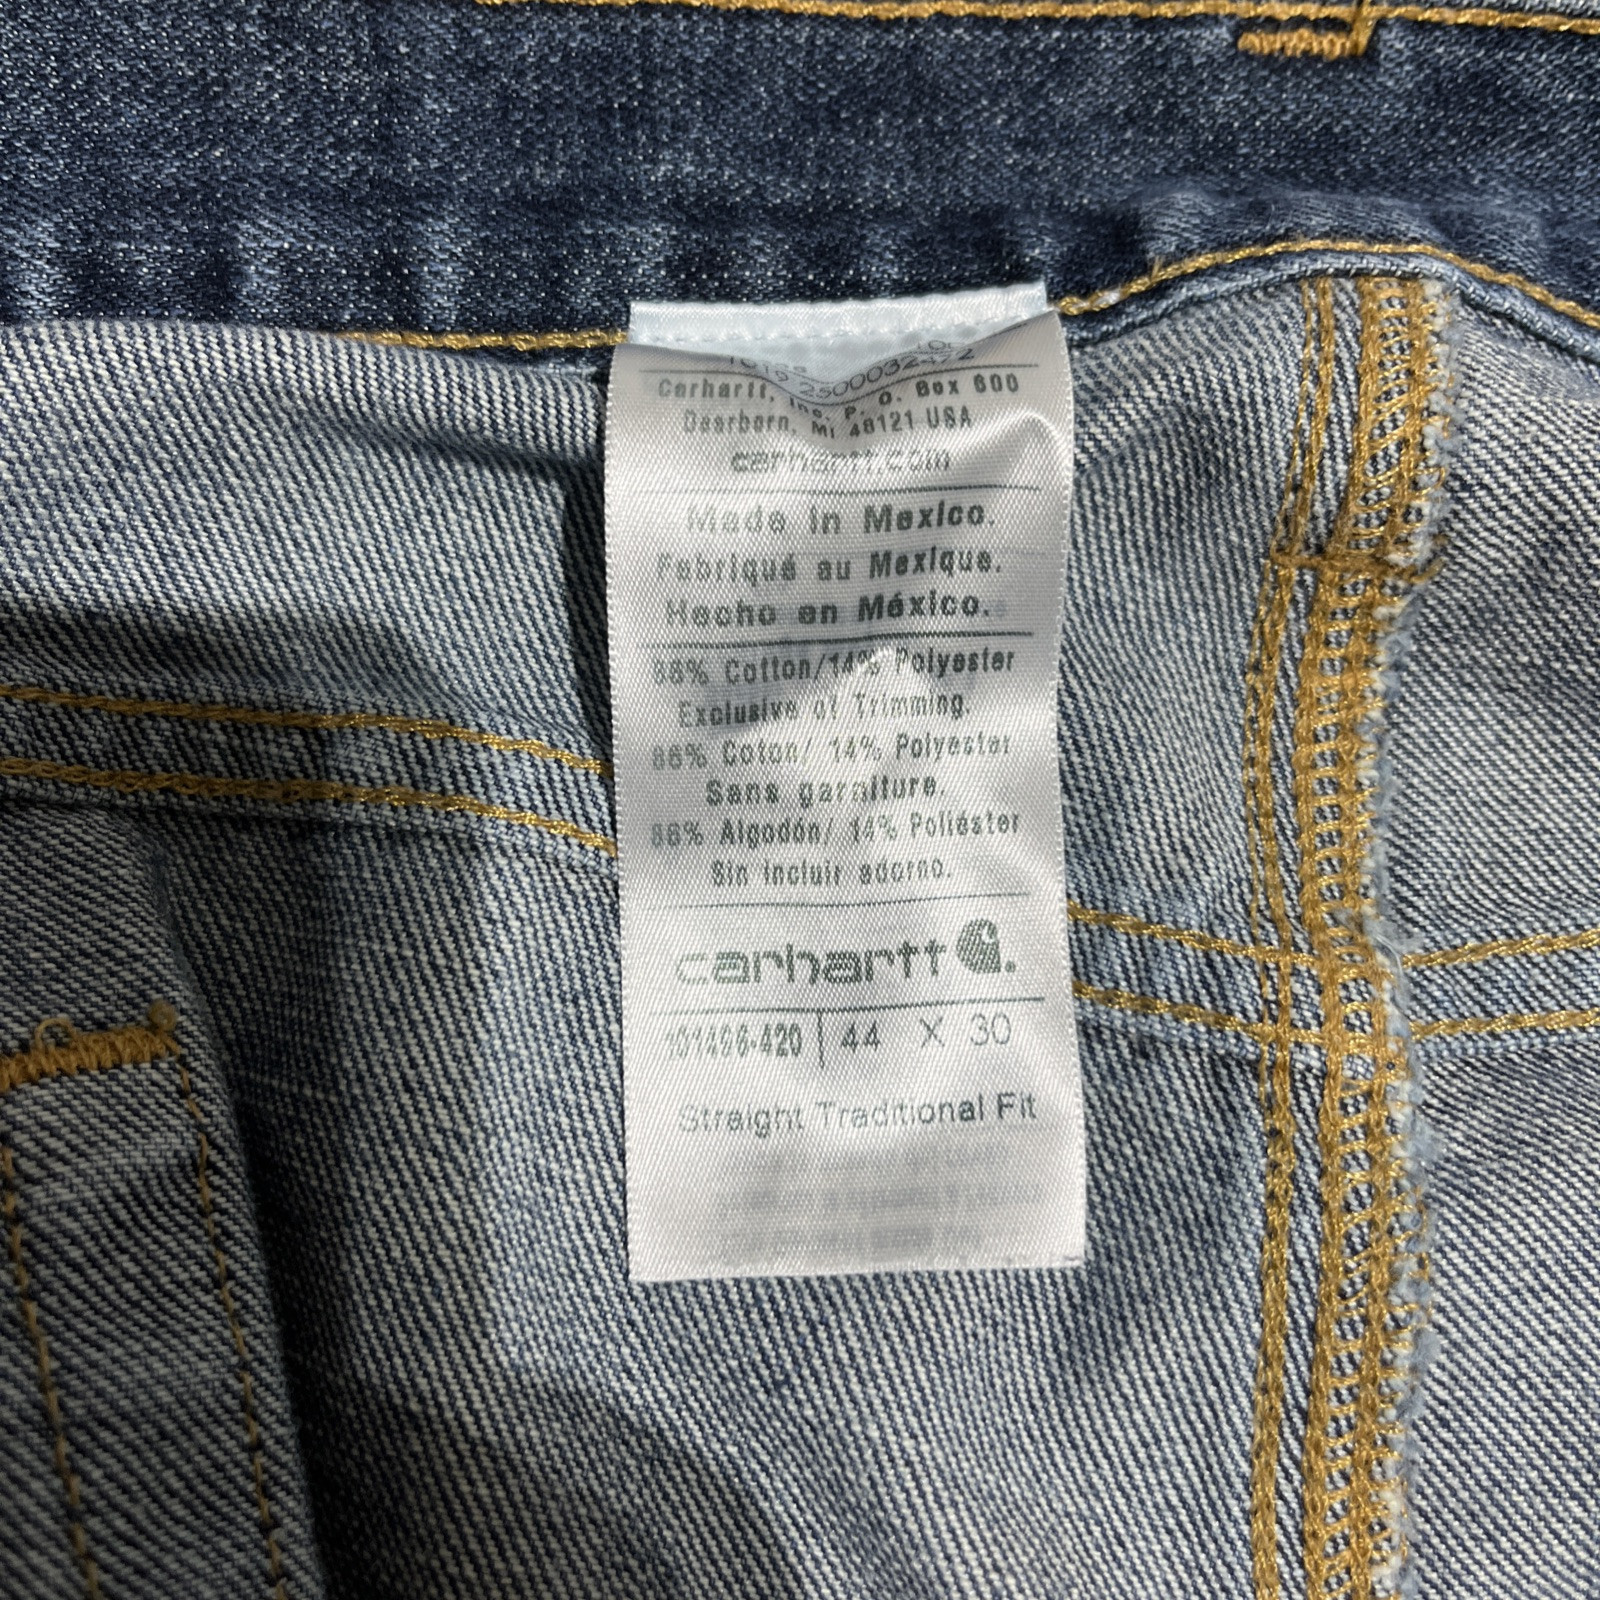 Carhartt, Inc. P. O. Box 600
Dearborn, MI 48121 USA
carhartt.com
Made in Mexico.
Fabriqué au Mexique.
Hecho en México.
86% Cotton/14% Polyester
Exclusive of Trimming.
86% Coton/ 14% Polyester
Sans garniture.
86% Algodón/ 14% Poliéster
Sin incluir adorno.
carhartt
101496-420 | 44 X 30
Straight Traditional Fit